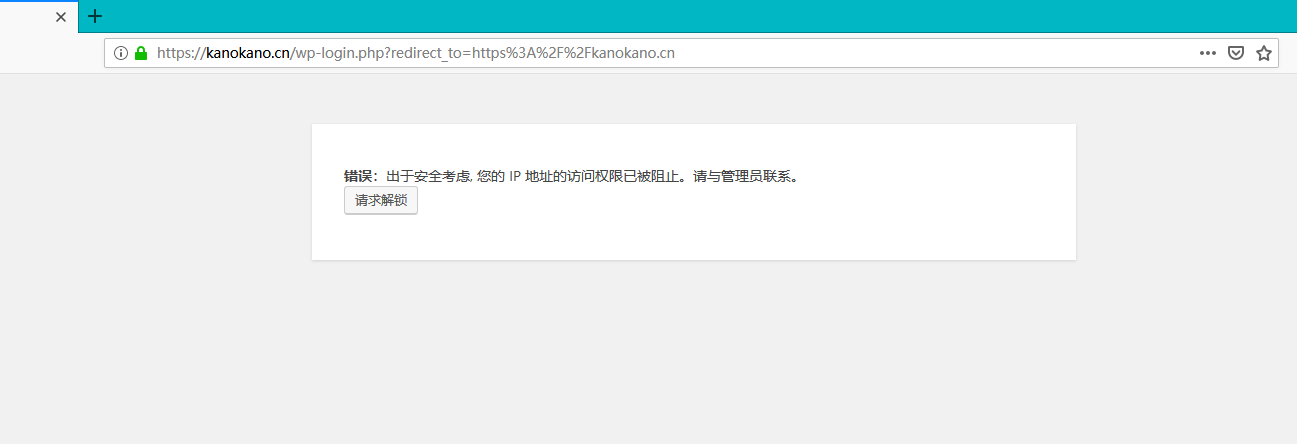 https://kanokano.cn/wp-login.php?redirect_to=https%3A%2F%2Fkanokano.cn
错误：出于安全考虑, 您的 IP 地址的访问权限已被阻止。请与管理员联系。
请求解锁